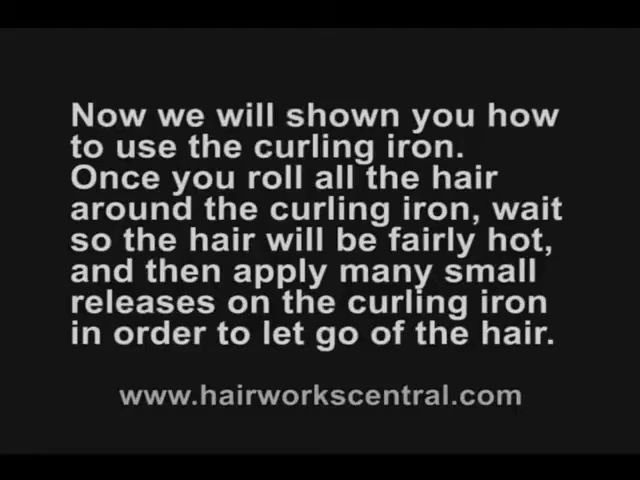 Now we will shown you how
to use the curling iron.
Once you roll all the hair
around the curling iron, wait
so the hair will be fairly hot,
and then apply many small
releases on the curling iron
in order to let go of the hair.
www.hairworkscentral.com